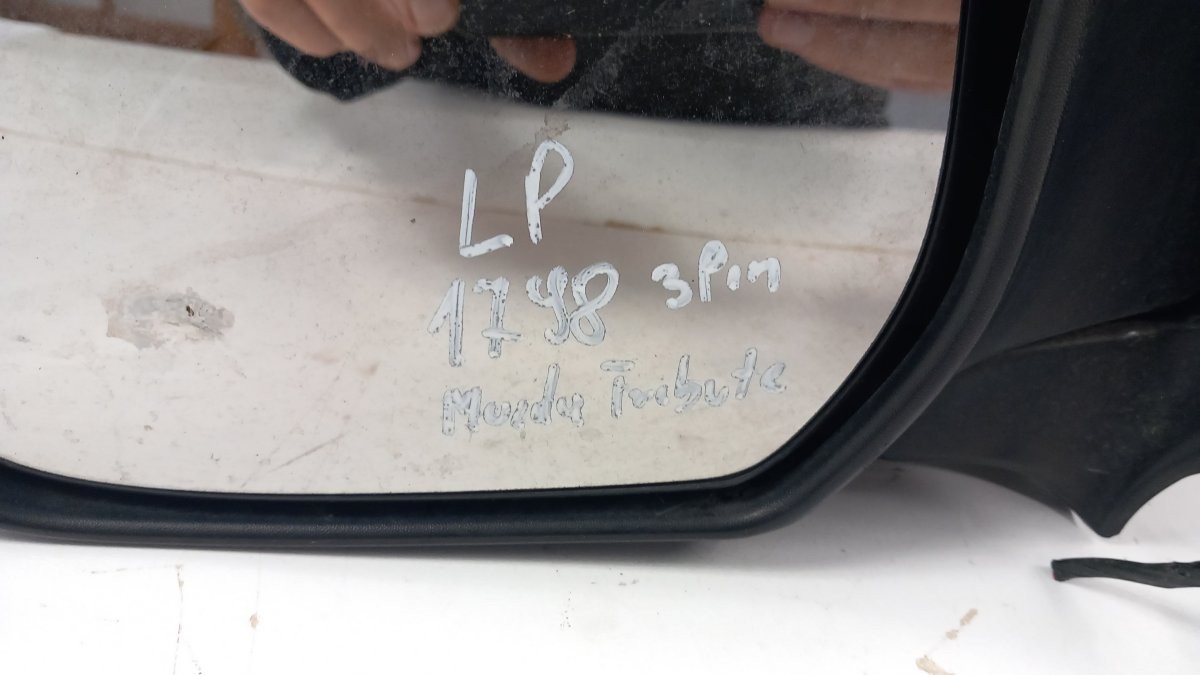 LP
1798 3Pin
Mazda Tribute